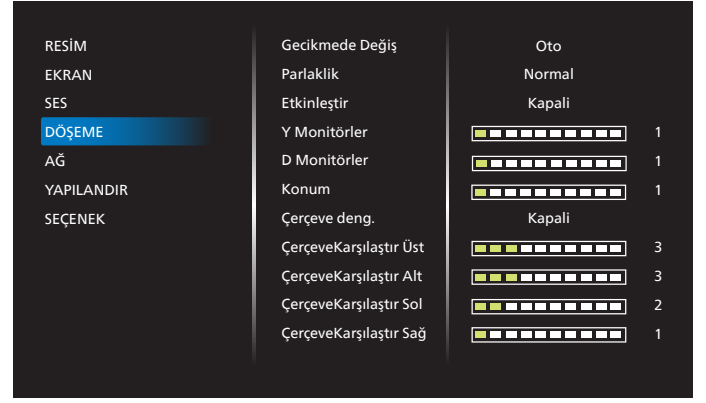 RESİM
EKRAN
SES
DÖŞEME
AĞ
YAPILANDIR
SEÇENEK
Gecikmede Değiş Oto
Parlaklik Normal
Etkinleştir Kapali
Y Monitörler 1
D Monitörler 1
Konum 1
Çerçeve deng. Kapali
ÇerçeveKarşılaştır Üst 3
ÇerçeveKarşılaştır Alt 3
ÇerçeveKarşılaştır Sol 2
ÇerçeveKarşılaştır Sağ 1